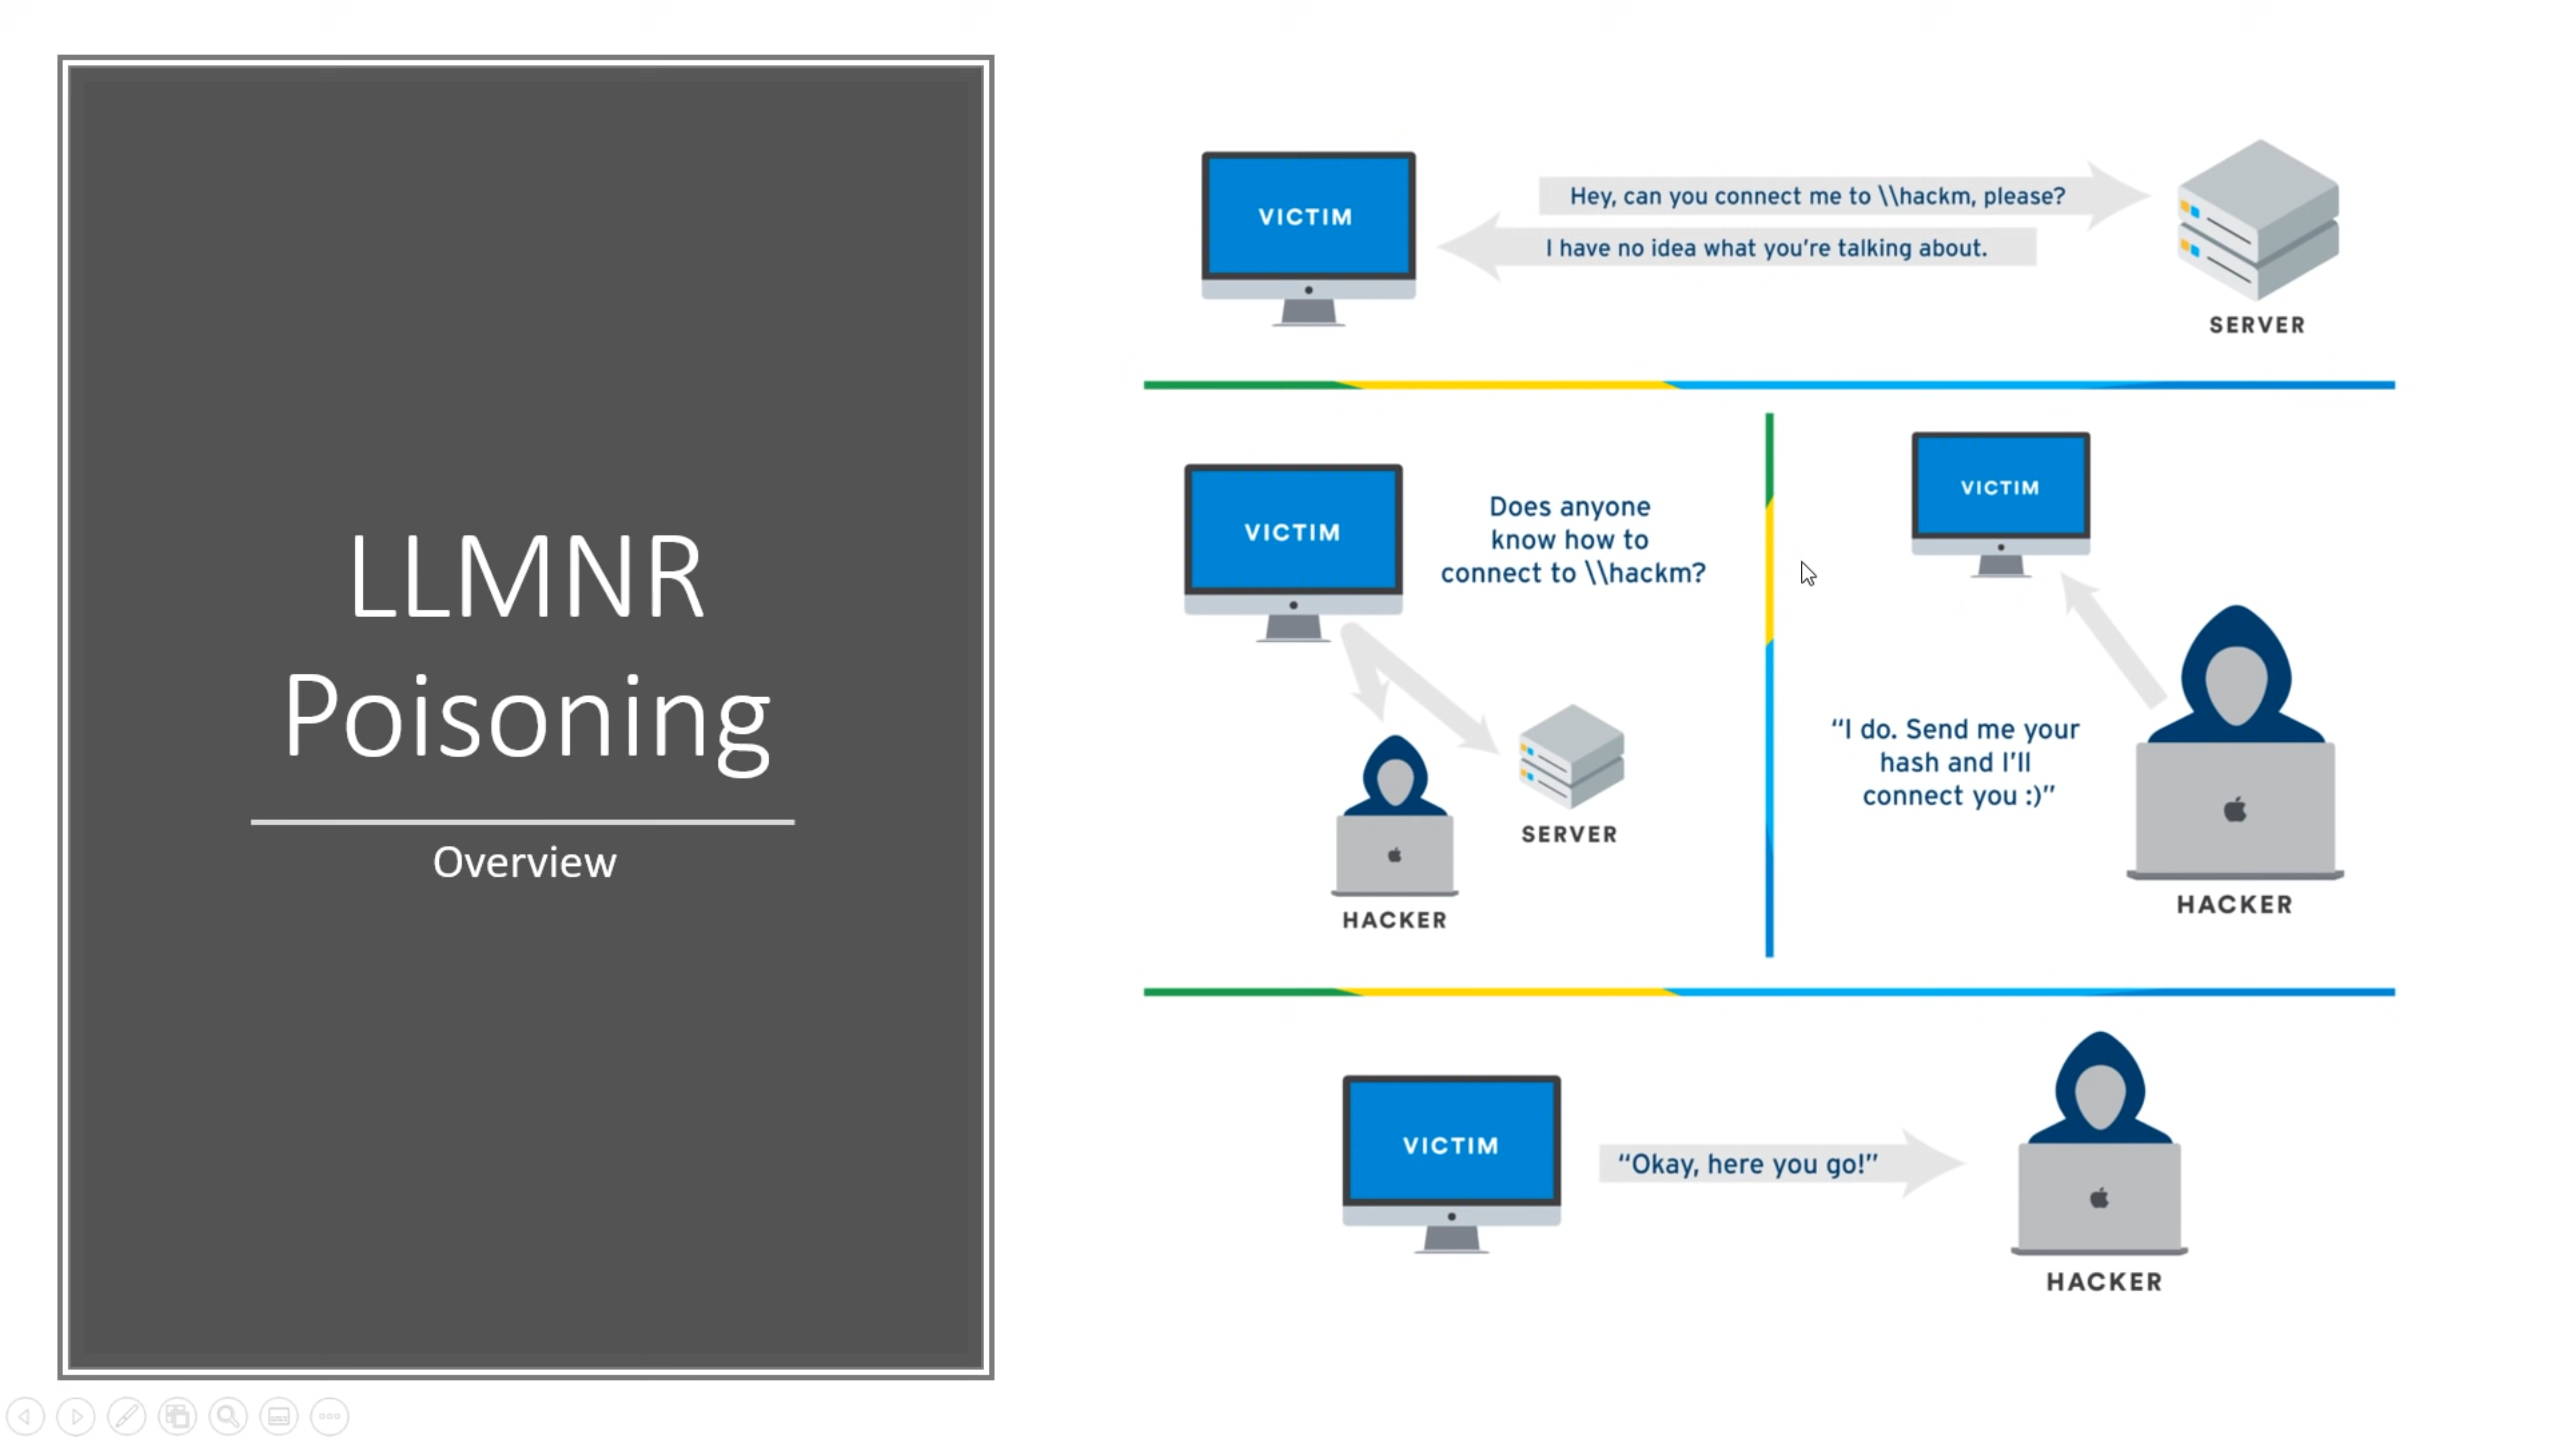 LLMNR
Poisoning
Overview
VICTIM
Hey, can you connect me to \\hackm, please?
I have no idea what you're talking about.
SERVER
VICTIM
Does anyone
know how to
connect to \\hackm?
HACKER
SERVER
VICTIM
“I do. Send me your
hash and I'll
connect you :)”
HACKER
VICTIM
“Okay, here you go!”
HACKER